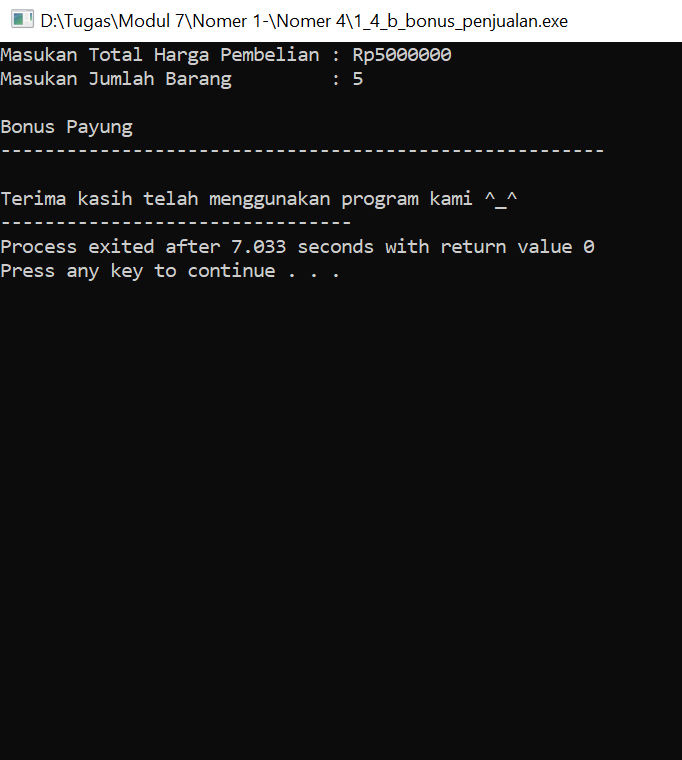 D:\Tugas\Modul 7\Nomer 1-\Nomer 4\1_4_b_bonus_penjualan.exe
Masukan Total Harga Pembelian : Rp5000000
Masukan Jumlah Barang         : 5
Bonus Payung
-------------------------------------------------------
Terima kasih telah menggunakan program kami ^_^
--------------------------------
Process exited after 7.033 seconds with return value 0
Press any key to continue . . .